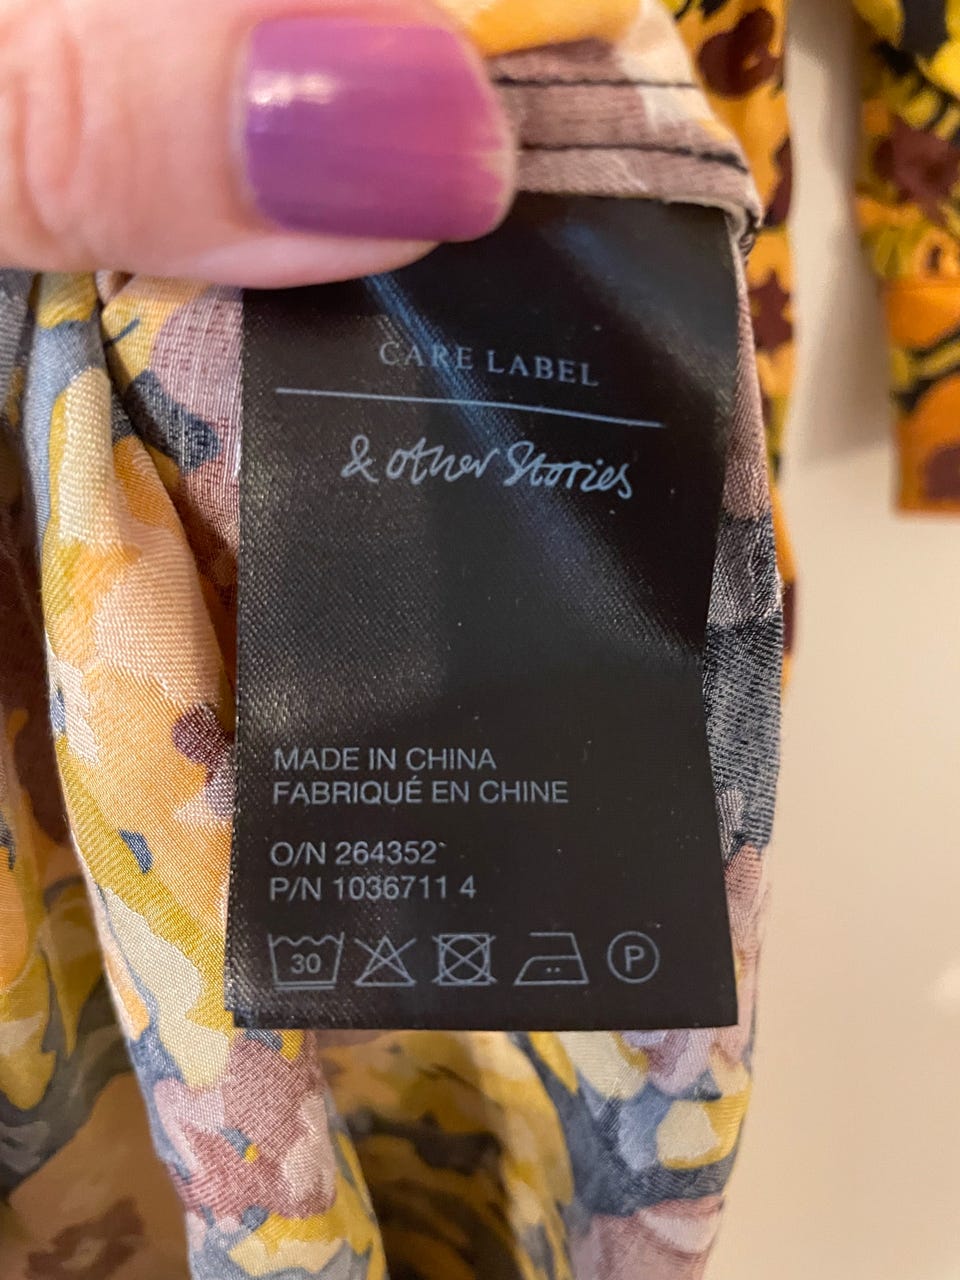 CARE LABEL
& other Stories
MADE IN CHINA
FABRIQUÉ EN CHINE
O/N 264352
P/N 1036711 4
30
P